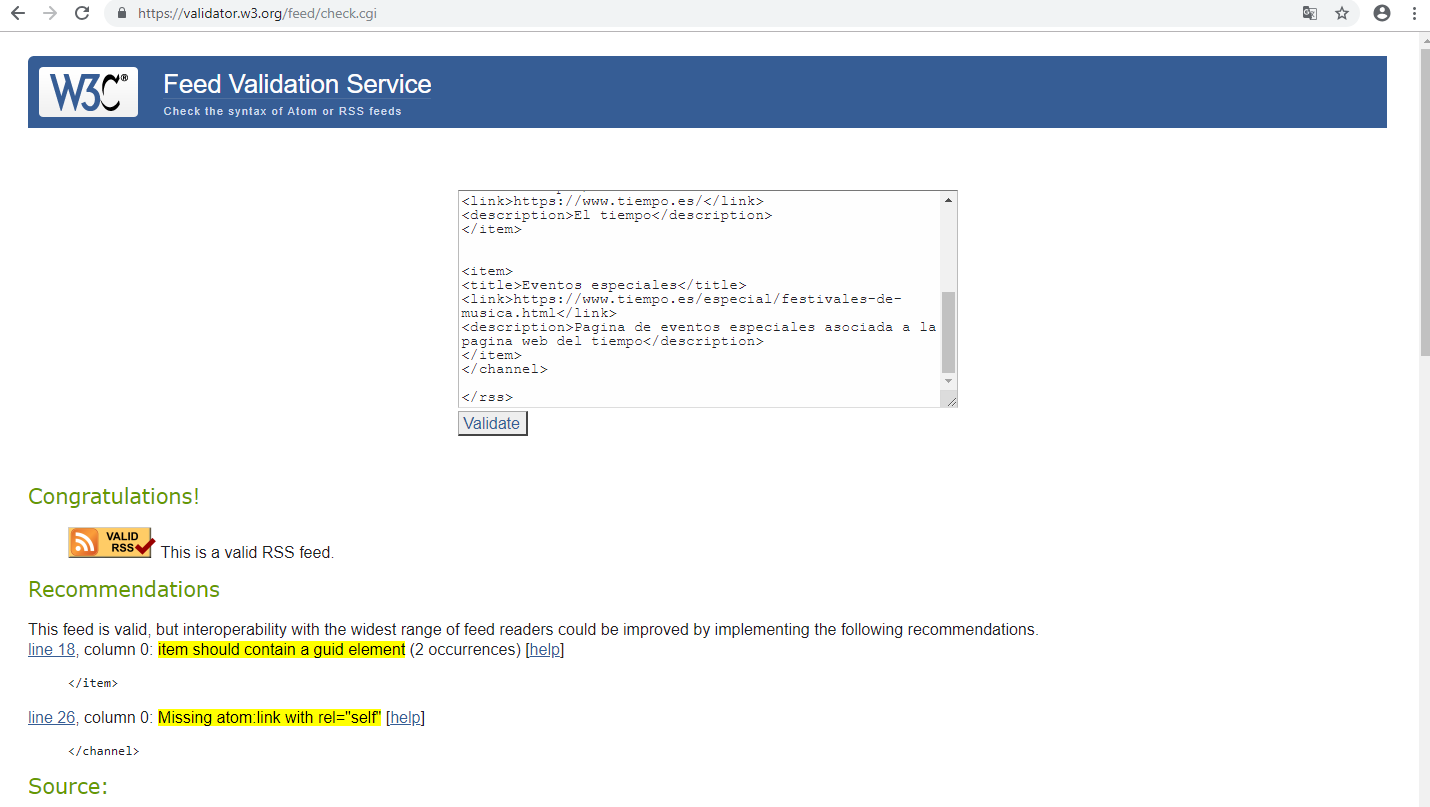 https://validator.w3.org/feed/check.cgi
W3C®
Feed Validation Service
Check the syntax of Atom or RSS feeds
<link>https://www.tiempo.es/</link>
<description>El tiempo</description>
</item>
<item>
<title>Eventos especiales</title>
<link>https://www.tiempo.es/especial/festivales-de-
musica.html</link>
<description>Pagina de eventos especiales asociada a la
pagina web del tiempo</description>
</item>
</channel>
</rss>
Validate
Congratulations!
VALID
RSS
This is a valid RSS feed.
Recommendations
This feed is valid, but interoperability with the widest range of feed readers could be improved by implementing the following recommendations.
line 18, column 0: item should contain a guid element (2 occurrences) [help]
</item>
line 26, column 0: Missing atom:link with rel="self" [help]
</channel>
Source: